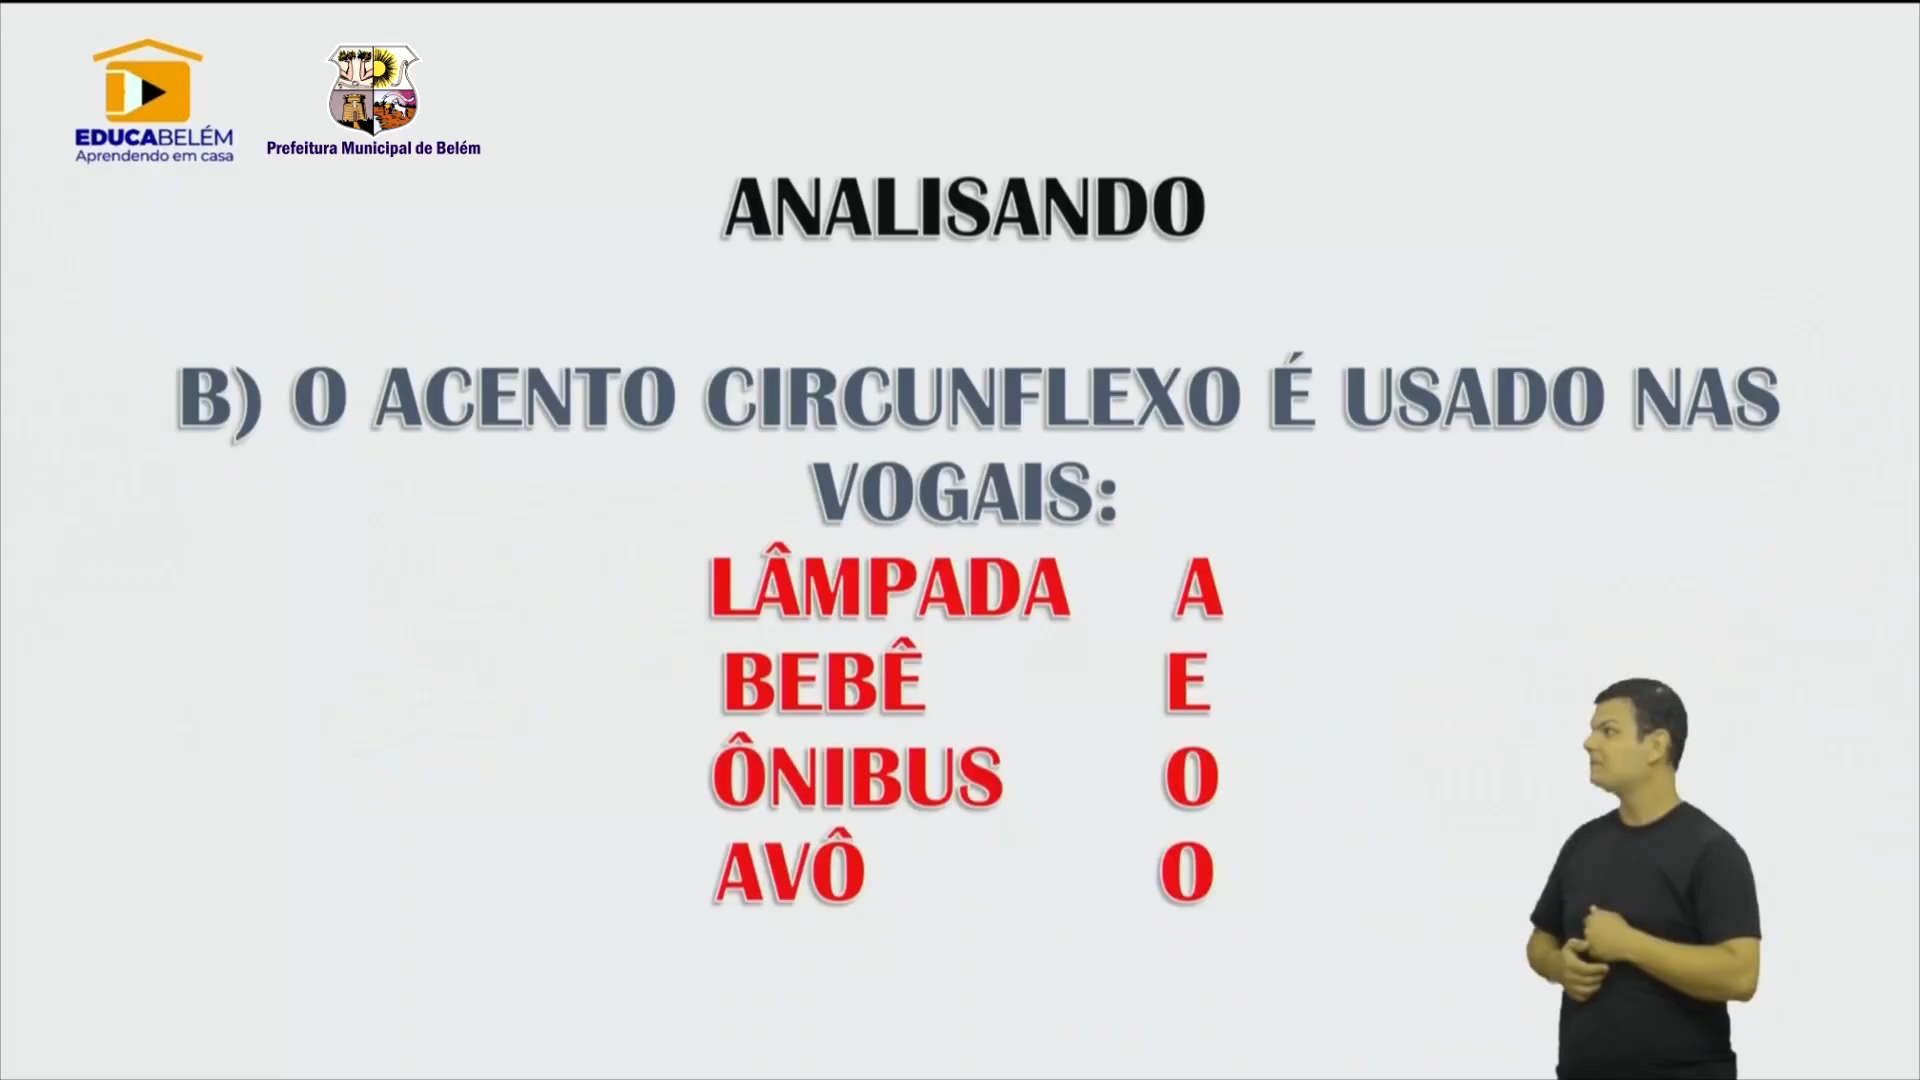 EDUCABELÉM
Aprendendo em casa
Prefeitura Municipal de Belém
ANALISANDO
B) O ACENTO CIRCUNFLEXO É USADO NAS
VOGAIS:
LÂMPADA A
BEBÊ E
ÔNIBUS O
AVÔ O